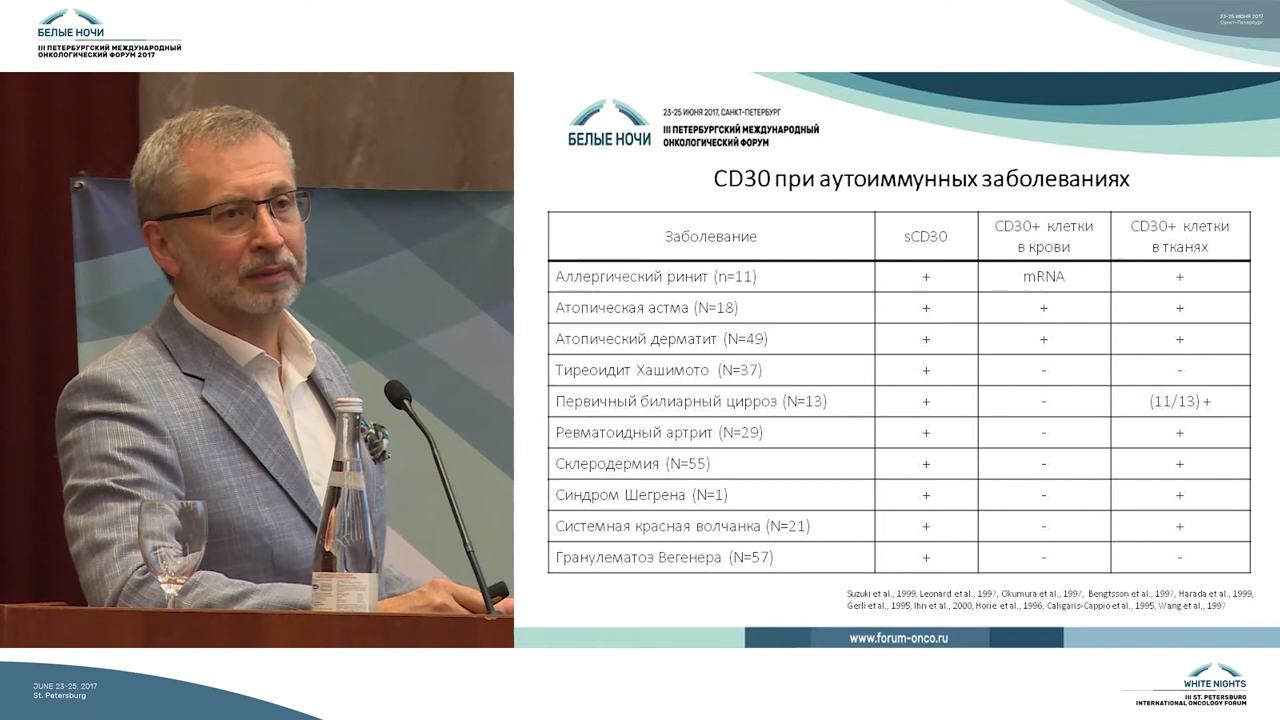 БЕЛЫЕ НОЧИ
III ПЕТЕРБУРГСКИЙ МЕЖДУНАРОДНЫЙ
ОНКОЛОГИЧЕСКИЙ ФОРУМ 2017
23-25 ИЮНЯ 2017
Санкт-Петербург
БЕЛЫЕ НОЧИ
23-25 ИЮНЯ 2017, САНКТ-ПЕТЕРБУРГ
III ПЕТЕРБУРГСКИЙ МЕЖДУНАРОДНЫЙ
ОНКОЛОГИЧЕСКИЙ ФОРУМ
CD30 при аутоиммунных заболеваниях
Заболевание sCD30 CD30+ клетки в крови CD30+ клетки в тканях
Аллергический ринит (n=11) + mRNA +
Атопическая астма (N=18) + + +
Атопический дерматит (N=49) + + +
Тиреоидит Хашимото (N=37) + - -
Первичный билиарный цирроз (N=13) + - (11/13) +
Ревматоидный артрит (N=29) + - +
Склеродермия (N=55) + - +
Синдром Шегрена (N=1) + - +
Системная красная волчанка (N=21) + - +
Гранулематоз Вегенера (N=57) + - -
Suzuki et al., 1999, Leonard et al., 1997, Okumura et al., 1997, Bengtsson et al., 1997, Harada et al., 1999,
Gerli et al., 1995, Ihn et al., 2000, Horie et al., 1996, Caligaris-Cappio et al., 1995, Wang et al., 1997
www.forum-onco.ru
JUNE 23-25, 2017
St. Petersburg
WHITE NIGHTS
III ST. PETERSBURG
INTERNATIONAL ONCOLOGY FORUM